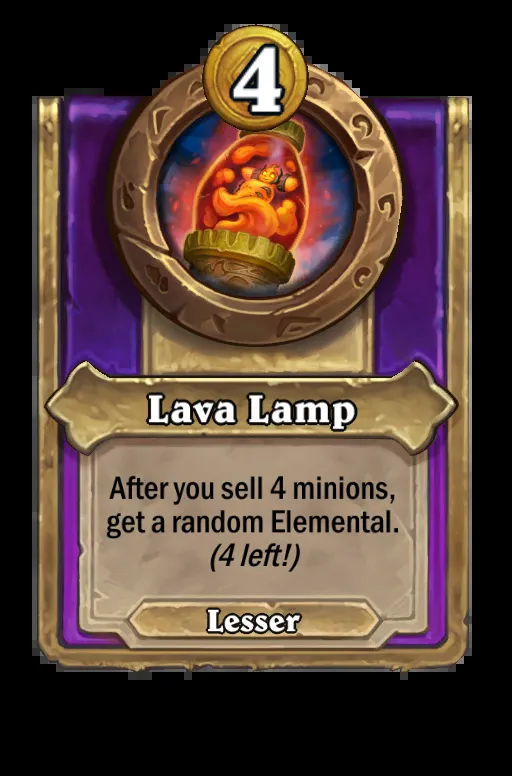 4
Lava Lamp
After you sell 4 minions,
get a random Elemental.
(4 left!)
Lesser